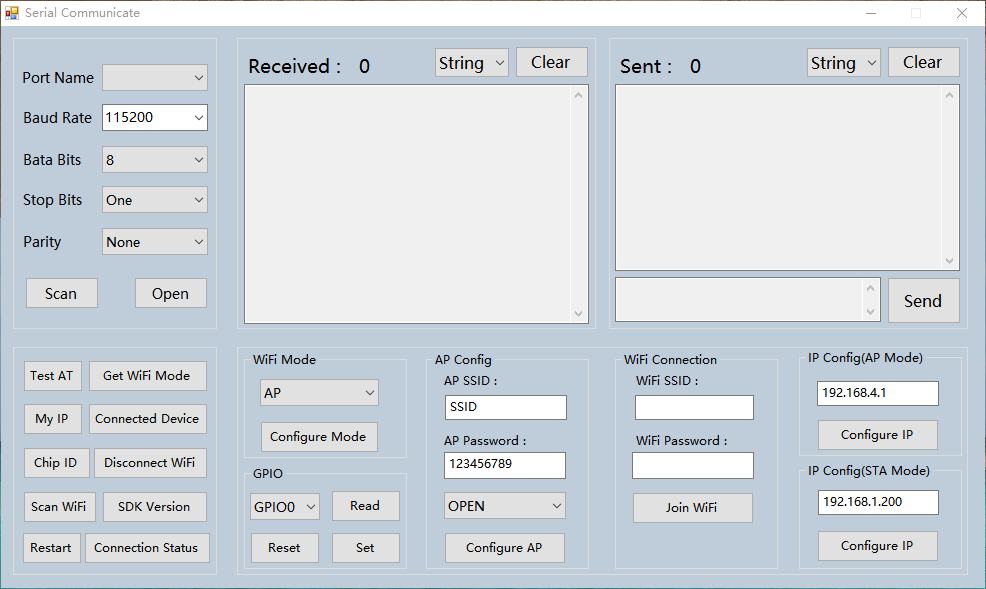 Serial Communicate
Port Name
Baud Rate 115200
Bata Bits 8
Stop Bits One
Parity None
Scan Open
Received : 0 String Clear
Sent : 0 String Clear
Send
Test AT Get WiFi Mode
My IP Connected Device
Chip ID Disconnect WiFi
Scan WiFi SDK Version
Restart Connection Status
WiFi Mode
AP
Configure Mode
GPIO
GPIO0 Read
Reset Set
AP Config
AP SSID :
SSID
AP Password :
123456789
OPEN
Configure AP
WiFi Connection
WiFi SSID :
WiFi Password :
Join WiFi
IP Config(AP Mode)
192.168.4.1
Configure IP
IP Config(STA Mode)
192.168.1.200
Configure IP